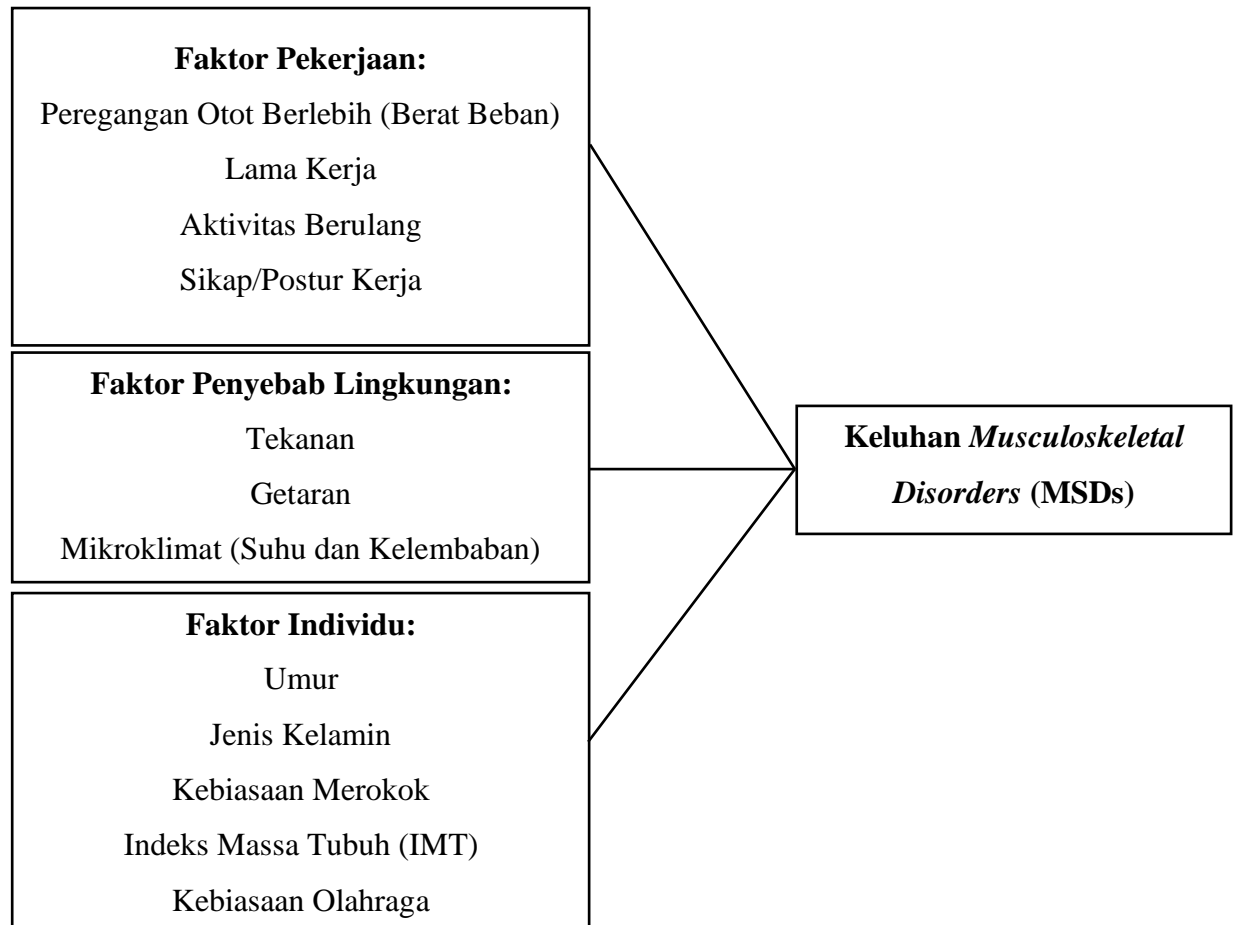 Faktor Pekerjaan:
Peregangan Otot Berlebih (Berat Beban)
Lama Kerja
Aktivitas Berulang
Sikap/Postur Kerja
Faktor Penyebab Lingkungan:
Tekanan
Getaran
Mikroklimat (Suhu dan Kelembaban)
Faktor Individu:
Umur
Jenis Kelamin
Kebiasaan Merokok
Indeks Massa Tubuh (IMT)
Kebiasaan Olahraga
Keluhan Musculoskeletal
Disorders (MSDs)